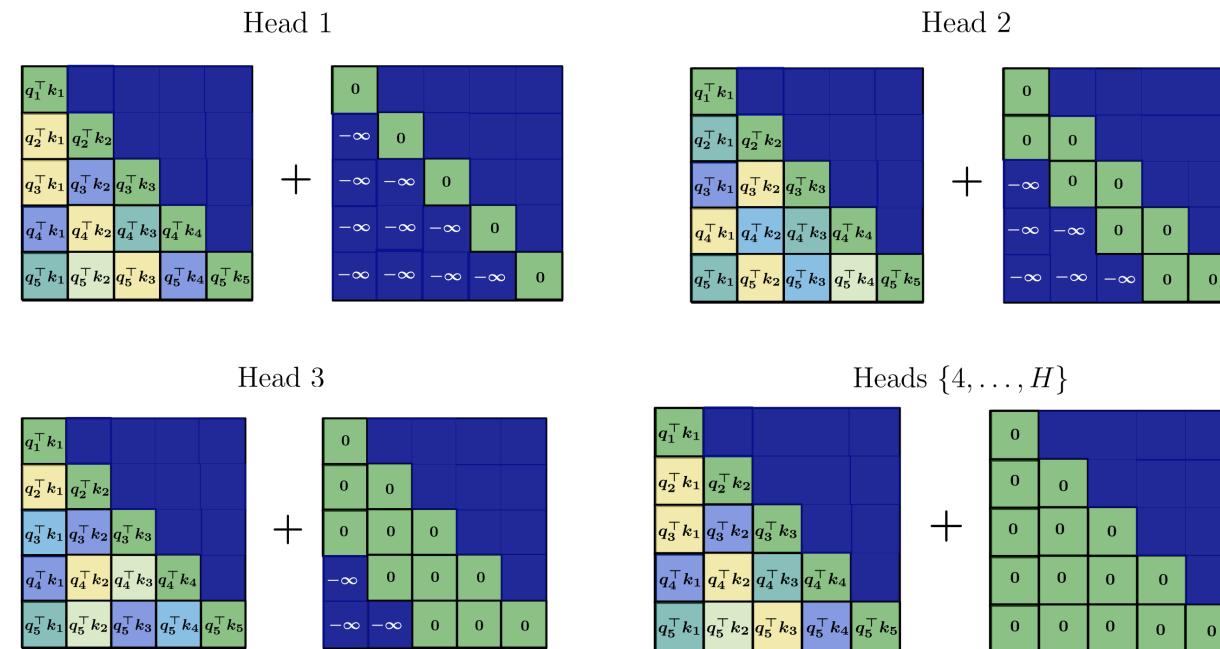 Head 1
q₁⊤k₁
q₂⊤k₁ q₂⊤k₂
q₃⊤k₁ q₃⊤k₂ q₃⊤k₃
q₄⊤k₁ q₄⊤k₂ q₄⊤k₃ q₄⊤k₄
q₅⊤k₁ q₅⊤k₂ q₅⊤k₃ q₅⊤k₄ q₅⊤k₅
+
0
−∞ 0
−∞ −∞ 0
−∞ −∞ −∞ 0
−∞ −∞ −∞ −∞ 0
Head 2
q₁⊤k₁
q₂⊤k₁ q₂⊤k₂
q₃⊤k₁ q₃⊤k₂ q₃⊤k₃
q₄⊤k₁ q₄⊤k₂ q₄⊤k₃ q₄⊤k₄
q₅⊤k₁ q₅⊤k₂ q₅⊤k₃ q₅⊤k₄ q₅⊤k₅
+
0
0 0
−∞ 0 0
−∞ −∞ 0 0
−∞ −∞ −∞ 0 0
Head 3
q₁⊤k₁
q₂⊤k₁ q₂⊤k₂
q₃⊤k₁ q₃⊤k₂ q₃⊤k₃
q₄⊤k₁ q₄⊤k₂ q₄⊤k₃ q₄⊤k₄
q₅⊤k₁ q₅⊤k₂ q₅⊤k₃ q₅⊤k₄ q₅⊤k₅
+
0
0 0
0 0 0
−∞ 0 0 0
−∞ −∞ 0 0 0
Heads {4, . . . , H}
q₁⊤k₁
q₂⊤k₁ q₂⊤k₂
q₃⊤k₁ q₃⊤k₂ q₃⊤k₃
q₄⊤k₁ q₄⊤k₂ q₄⊤k₃ q₄⊤k₄
q₅⊤k₁ q₅⊤k₂ q₅⊤k₃ q₅⊤k₄ q₅⊤k₅
+
0
0 0
0 0 0
0 0 0 0
0 0 0 0 0